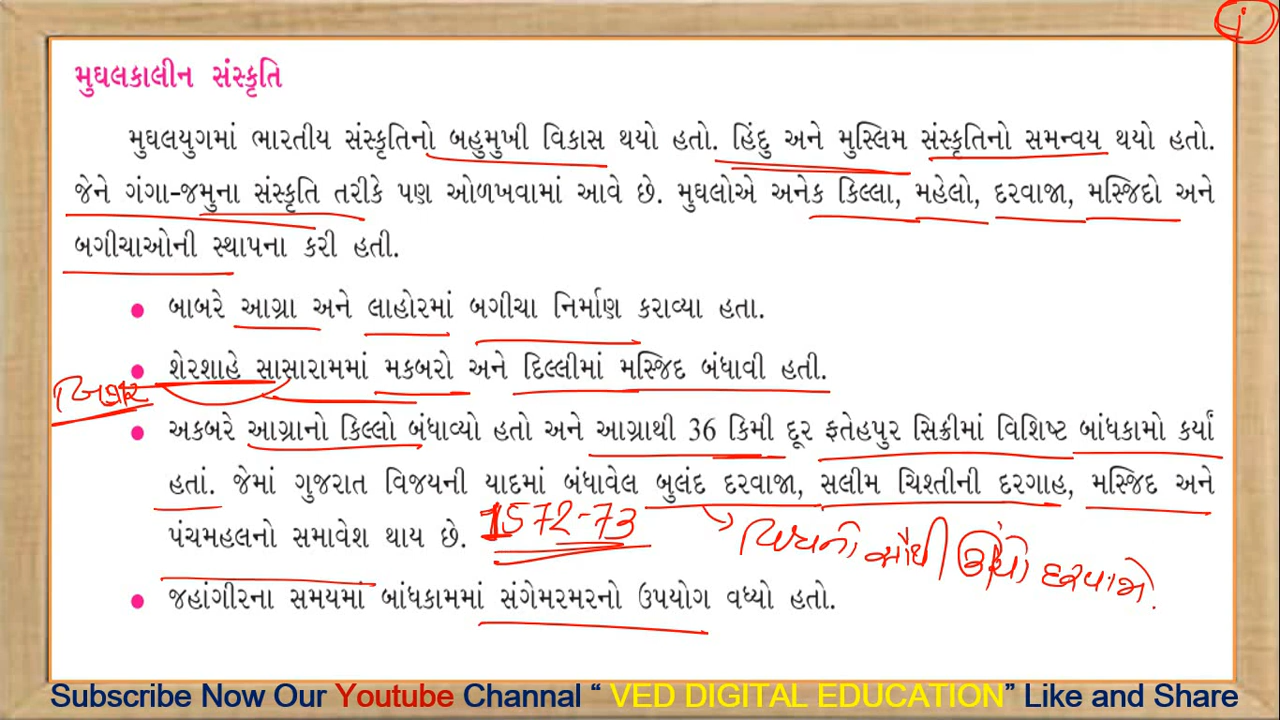 મુઘલકાલીન સંસ્કૃતિ
મુઘલયુગમાં ભારતીય સંસ્કૃતિનો બહુમુખી વિકાસ થયો હતો. હિંદુ અને મુસ્લિમ સંસ્કૃતિનો સમન્વય થયો હતો.
જેને ગંગા-જમુના સંસ્કૃતિ તરીકે પણ ઓળખવામાં આવે છે. મુઘલોએ અનેક કિલ્લા, મહેલો, દરવાજા, મસ્જિદો અને
બગીચાઓની સ્થાપના કરી હતી.
● બાબરે આગ્રા અને લાહોરમાં બગીચા નિર્માણ કરાવ્યા હતા.
● શેરશાહે સાસારામમાં મકબરો અને દિલ્લીમાં મસ્જિદ બંધાવી હતી.
બિહાર
● અકબરે આગ્રાનો કિલ્લો બંધાવ્યો હતો અને આગ્રાથી 36 કિમી દૂર ફતેહપુર સિક્રીમાં વિશિષ્ટ બાંધકામો કર્યાં
હતાં. જેમાં ગુજરાત વિજયની યાદમાં બંધાવેલ બુલંદ દરવાજા, સલીમ ચિશ્તીની દરગાહ, મસ્જિદ અને
પંચમહલનો સમાવેશ થાય છે. 1572-73
વિશ્વનો સૌથી ઊંચો દરવાજો.
● જહાંગીરના સમયમાં બાંધકામમાં સંગેમરમરનો ઉપયોગ વધ્યો હતો.
Subscribe Now Our Youtube Channal “ VED DIGITAL EDUCATION” Like and Share